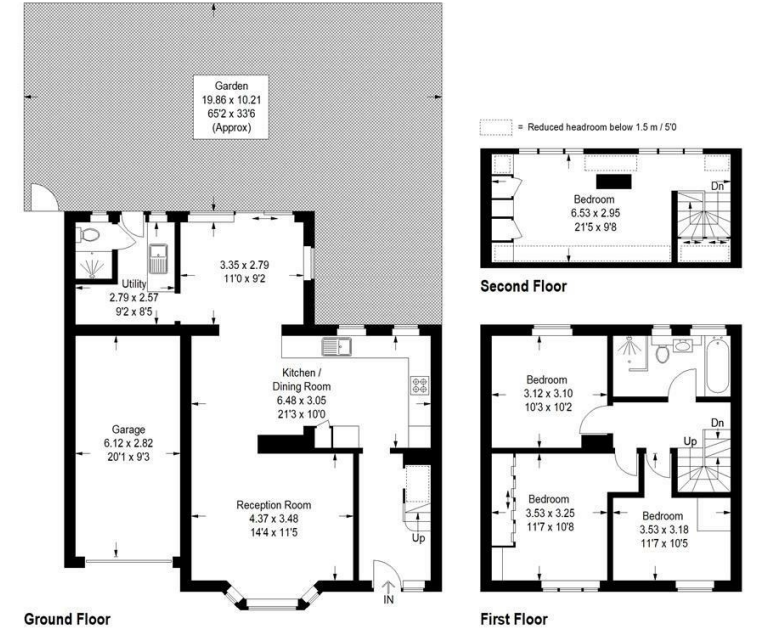 Garden
19.86 x 10.21
65'2 x 33'6
(Approx)
= Reduced headroom below 1.5 m / 5'0
Dn
Bedroom
6.53 x 2.95
21'5 x 9'8
Second Floor
3.35 x 2.79
11'0 x 9'2
Utility
2.79 x 2.57
9'2 x 8'5
Kitchen /
Dining Room
6.48 x 3.05
21'3 x 10'0
Garage
6.12 x 2.82
20'1 x 9'3
Reception Room
4.37 x 3.48
14'4 x 11'5
Up
IN
Ground Floor
Bedroom
3.12 x 3.10
10'3 x 10'2
Dn
Up
Bedroom
3.53 x 3.25
11'7 x 10'8
Bedroom
3.53 x 3.18
11'7 x 10'5
First Floor